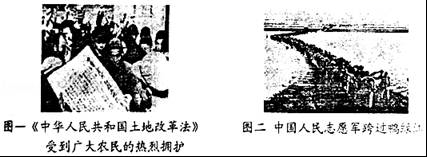 图一《中华人民共和国土地改革法》
受到广大农民的热烈拥护
图二 中国人民志愿军跨过鸭绿江